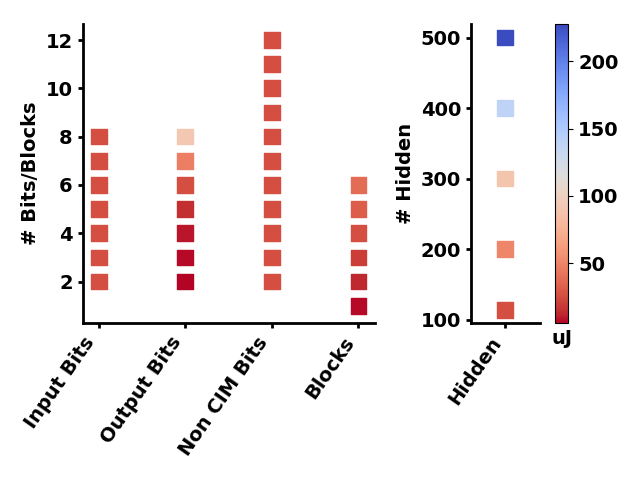 # Bits/Blocks
12
10
8
6
4
2
Input Bits
Output Bits
Non CIM Bits
Blocks
# Hidden
500
400
300
200
100
Hidden
200
150
100
50
uJ